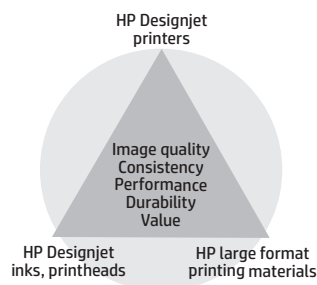 HP Designjet
printers
Image quality
Consistency
Performance
Durability
Value
HP Designjet
inks, printheads
HP large format
printing materials